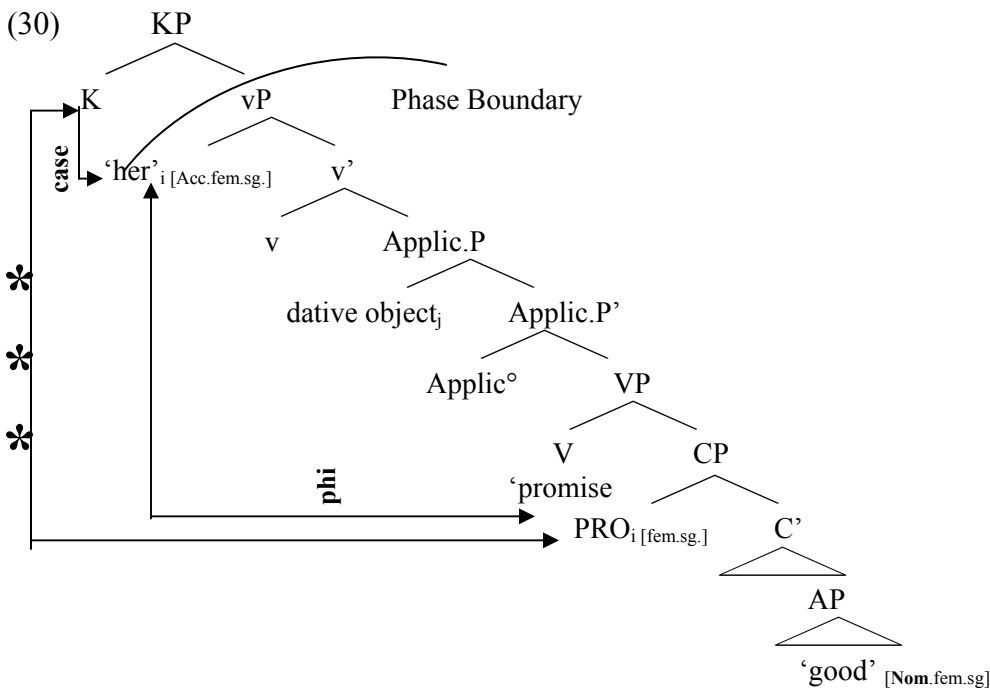 (30) KP
K vP Phase Boundary
case
‘her’i [Acc.fem.sg.] v’
v Applic.P
*
dative objectj Applic.P’
*
Applic° VP
*
V CP
phi
‘promise
PROi [fem.sg.] C’
AP
‘good’ [Nom.fem.sg]